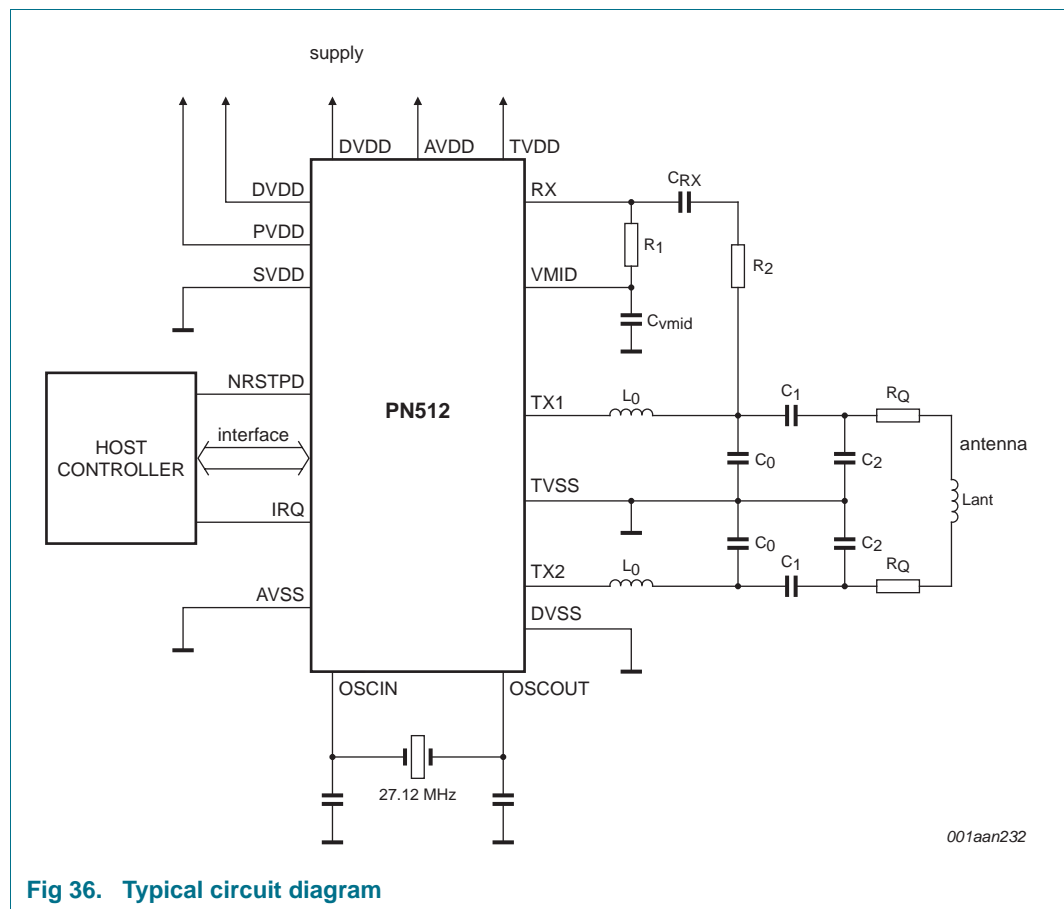 supply
DVDD AVDD TVDD
DVDD
PVDD
SVDD
NRSTPD
interface
IRQ
AVSS
HOST
CONTROLLER
PN512
RX
VMID
TX1
TVSS
TX2
DVSS
OSCIN
OSCOUT
CRX
R1
R2
Cvmid
L0
C1
RQ
antenna
C0
C2
Lant
C0
C2
L0
C1
RQ
27.12 MHz
001aan232
Fig 36. Typical circuit diagram